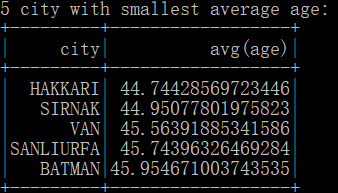 5 city with smallest average age:
+---------+------------------+
|     city|          avg(age)|
+---------+------------------+
|  HAKKARI| 44.74428569723446|
|   SIRNAK| 44.95077801975823|
|      VAN| 45.56391885341586|
|SANLIURFA| 45.74396326469284|
|   BATMAN|45.954671003743535|
+---------+------------------+